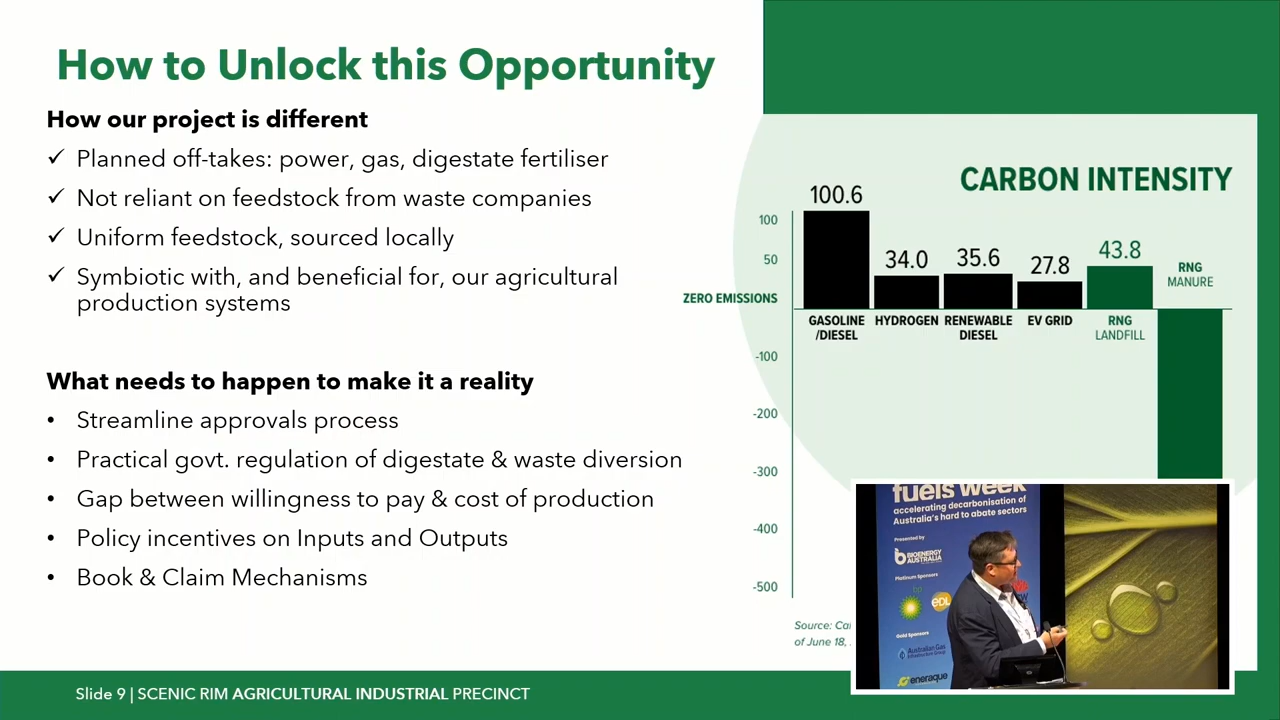 How to Unlock this Opportunity
How our project is different
✓ Planned off-takes: power, gas, digestate fertiliser
✓ Not reliant on feedstock from waste companies
✓ Uniform feedstock, sourced locally
✓ Symbiotic with, and beneficial for, our agricultural
production systems
What needs to happen to make it a reality
• Streamline approvals process
• Practical govt. regulation of digestate & waste diversion
• Gap between willingness to pay & cost of production
• Policy incentives on Inputs and Outputs
• Book & Claim Mechanisms
CARBON INTENSITY
100
50
ZERO EMISSIONS
-100
-200
-300
-400
-500
100.6
34.0
35.6
27.8
43.8
RNG
MANURE
GASOLINE
/DIESEL
HYDROGEN
RENEWABLE
DIESEL
EV GRID
RNG
LANDFILL
Source:
of June 18,
fuels week
accelerating decarbonisation of
Australia's hard to abate sectors
Presented by
BIOENERGY
AUSTRALIA
Platinum Sponsors
bp
EDL
Gold Sponsors
Australian Gas
Infrastructure Group
eneraque
Slide 9 | SCENIC RIM AGRICULTURAL INDUSTRIAL PRECINCT